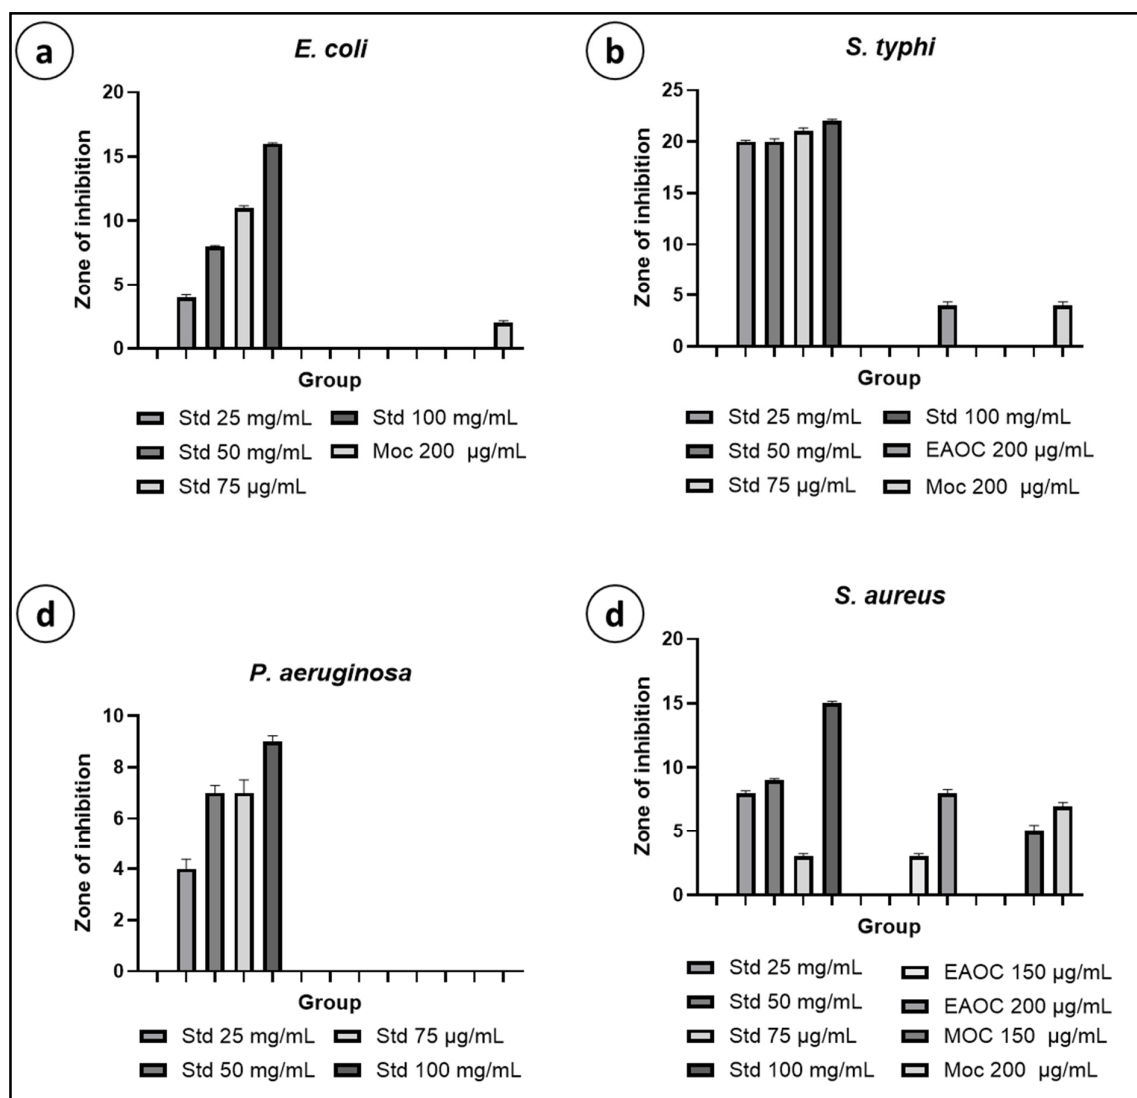 a
E. coli
20
15
10
5
0
Zone of inhibition
Group
Std 25 mg/mL
Std 50 mg/mL
Std 75 µg/mL
Std 100 mg/mL
Moc 200 µg/mL
b
S. typhi
25
20
15
10
5
0
Zone of inhibition
Group
Std 25 mg/mL
Std 50 mg/mL
Std 75 µg/mL
Std 100 mg/mL
EAOC 200 µg/mL
Moc 200 µg/mL
d
P. aeruginosa
10
8
6
4
2
0
Zone of inhibition
Group
Std 25 mg/mL
Std 50 mg/mL
Std 75 µg/mL
Std 100 mg/mL
d
S. aureus
20
15
10
5
0
Zone of inhibition
Group
Std 25 mg/mL
Std 50 mg/mL
Std 75 µg/mL
Std 100 mg/mL
EAOC 150 µg/mL
EAOC 200 µg/mL
MOC 150 µg/mL
Moc 200 µg/mL